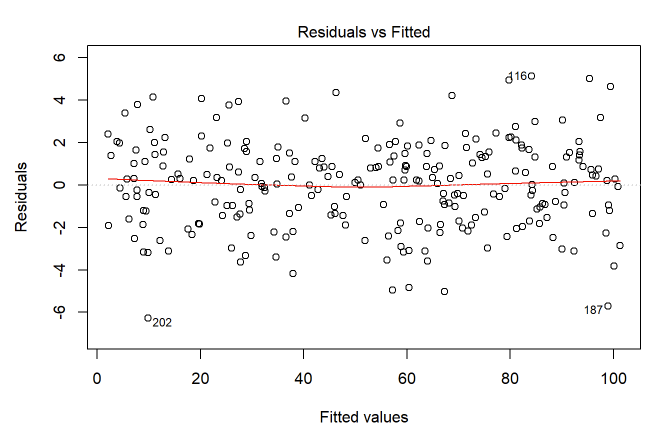 Residuals vs Fitted
Residuals
6
4
2
0
-2
-4
-6
116
187
202
0 20 40 60 80 100
Fitted values